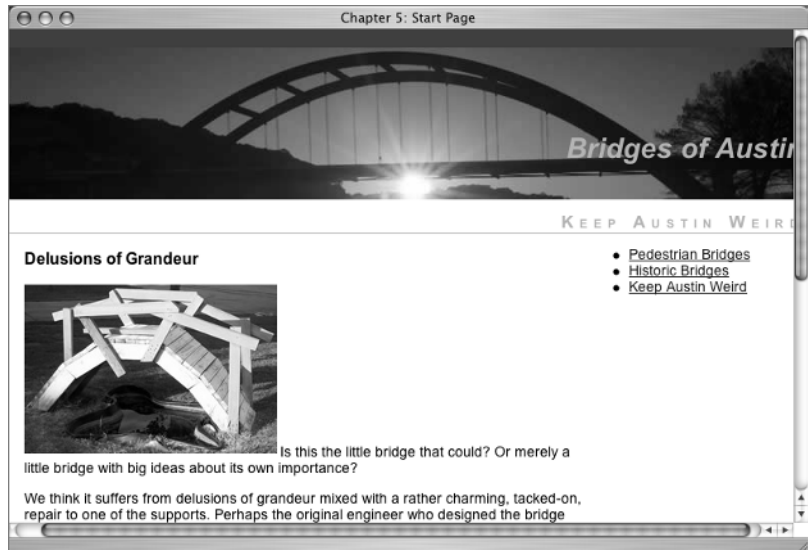 Chapter 5: Start Page
Bridges of Austin
KEEP AUSTIN WEIRD
Delusions of Grandeur
Pedestrian Bridges
Historic Bridges
Keep Austin Weird
Is this the little bridge that could? Or merely a
little bridge with big ideas about its own importance?
We think it suffers from delusions of grandeur mixed with a rather charming, tacked-on,
repair to one of the supports. Perhaps the original engineer who designed the bridge